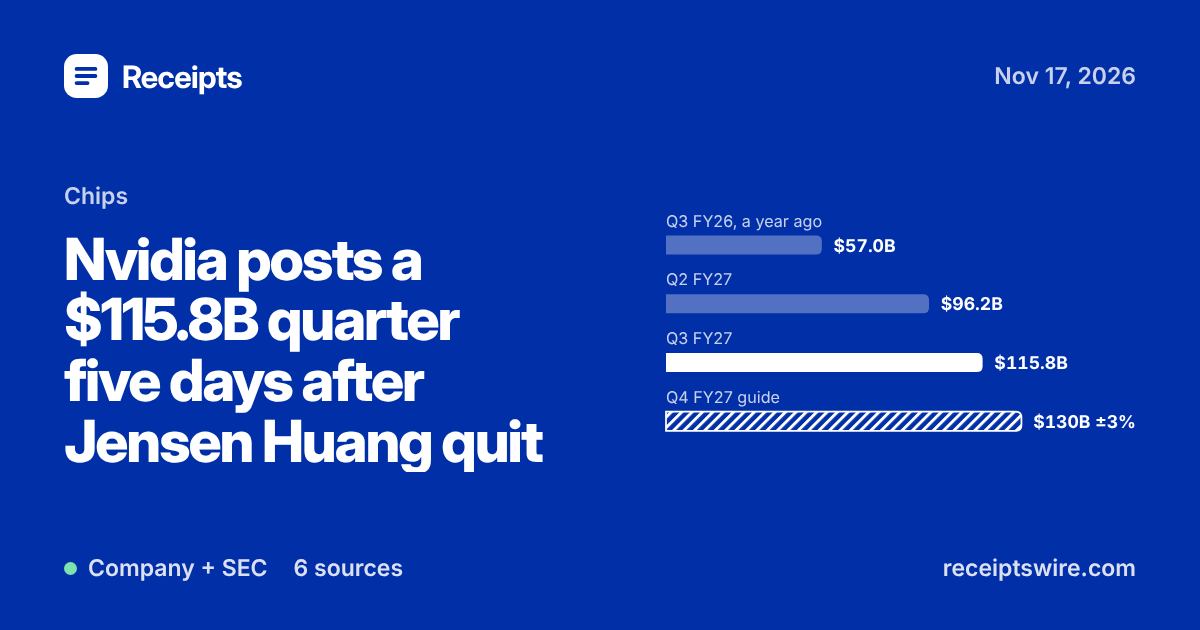 Receipts
Nov 17, 2026
Chips
Nvidia posts a
$115.8B quarter
five days after
Jensen Huang quit
Q3 FY26, a year ago
$57.0B
Q2 FY27
$96.2B
Q3 FY27
$115.8B
Q4 FY27 guide
$130B ±3%
Company + SEC
6 sources
receiptswire.com